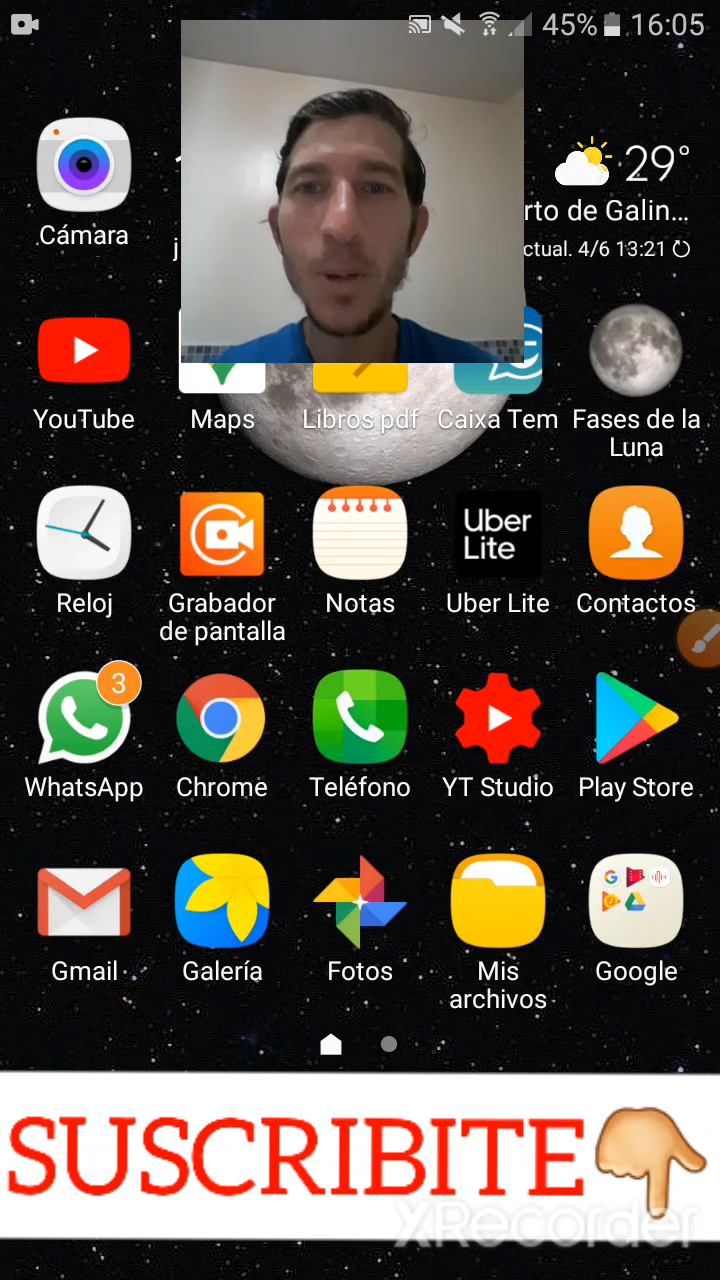 45% 16:05
29°
rto de Galin...
Cámara
j
ctual. 4/6 13:21
YouTube Maps Libros pdf Caixa Tem Fases de la
Luna
Uber
Lite
Reloj Grabador Notas Uber Lite Contactos
de pantalla
3
WhatsApp Chrome Teléfono YT Studio Play Store
Gmail Galería Fotos Mis Google
archivos
SUSCRIBITE
XRecorder